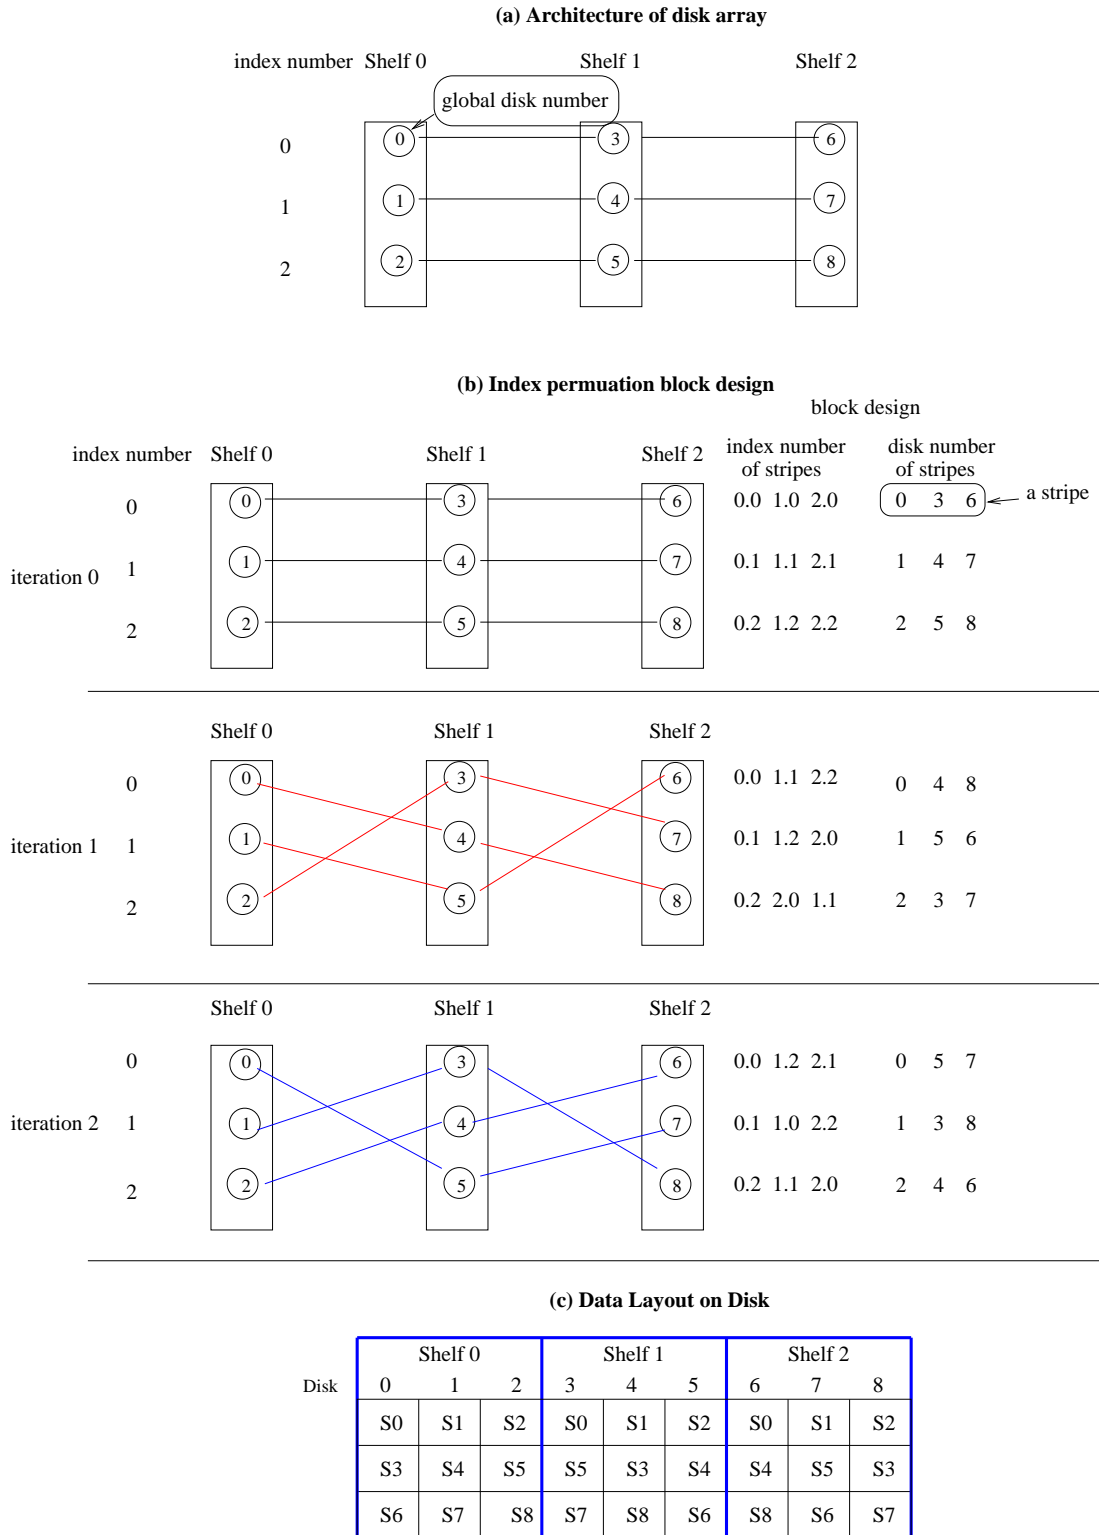 (a) Architecture of disk array
index number Shelf 0 Shelf 1 Shelf 2
global disk number
0 0 3 6
1 1 4 7
2 2 5 8
(b) Index permuation block design
block design
index number Shelf 0 Shelf 1 Shelf 2 index number of stripes disk number of stripes
0 0 3 6 0.0 1.0 2.0 0 3 6 a stripe
iteration 0 1 1 4 7 0.1 1.1 2.1 1 4 7
2 2 5 8 0.2 1.2 2.2 2 5 8
Shelf 0 Shelf 1 Shelf 2
0 0 3 6 0.0 1.1 2.2 0 4 8
iteration 1 1 1 4 7 0.1 1.2 2.0 1 5 6
2 2 5 8 0.2 2.0 1.1 2 3 7
Shelf 0 Shelf 1 Shelf 2
0 0 3 6 0.0 1.2 2.1 0 5 7
iteration 2 1 1 4 7 0.1 1.0 2.2 1 3 8
2 2 5 8 0.2 1.1 2.0 2 4 6
(c) Data Layout on Disk
Shelf 0 Shelf 1 Shelf 2
Disk 0 1 2 3 4 5 6 7 8
S0 S1 S2 S0 S1 S2 S0 S1 S2
S3 S4 S5 S5 S3 S4 S4 S5 S3
S6 S7 S8 S7 S8 S6 S8 S6 S7